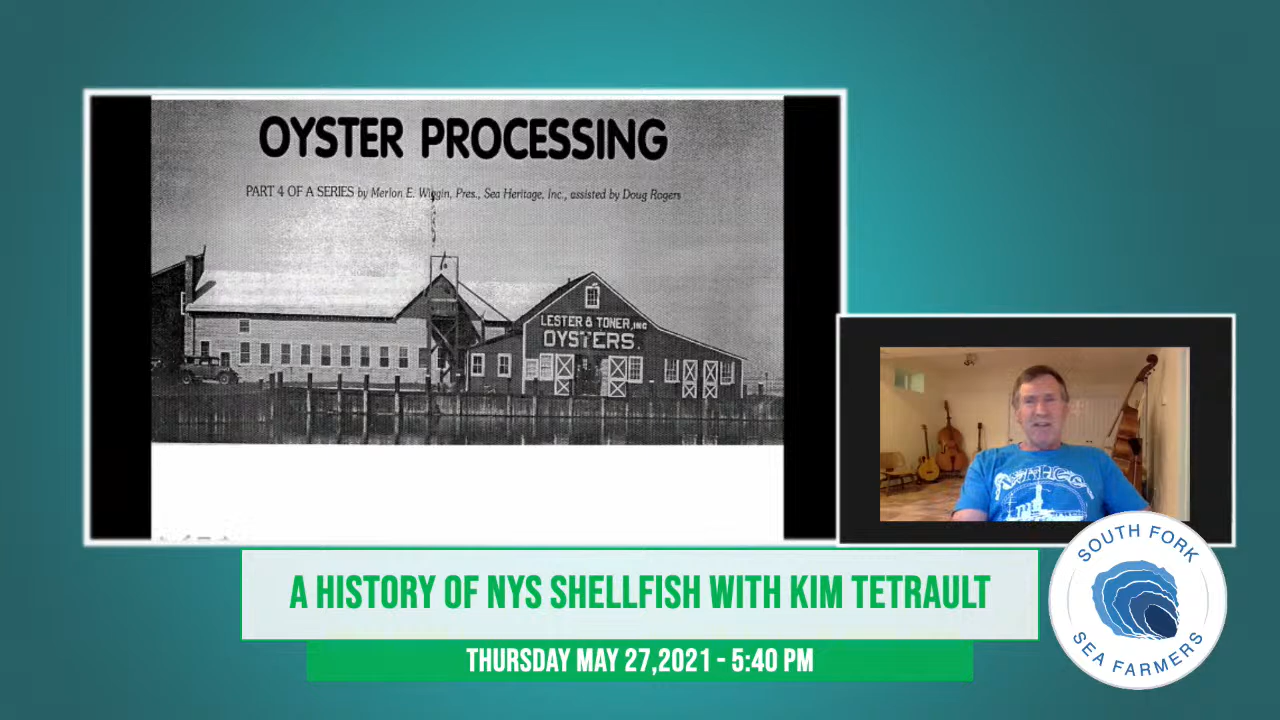 OYSTER PROCESSING
PART 4 OF A SERIES by Merlon E. Wiggin, Pres., Sea Heritage, Inc., assisted by Doug Rogers
LESTER & TONER, INC
OYSTERS.
A HISTORY OF NYS SHELLFISH WITH KIM TETRAULT
THURSDAY MAY 27,2021 - 5:40 PM
SOUTH FORK
SEA FARMERS